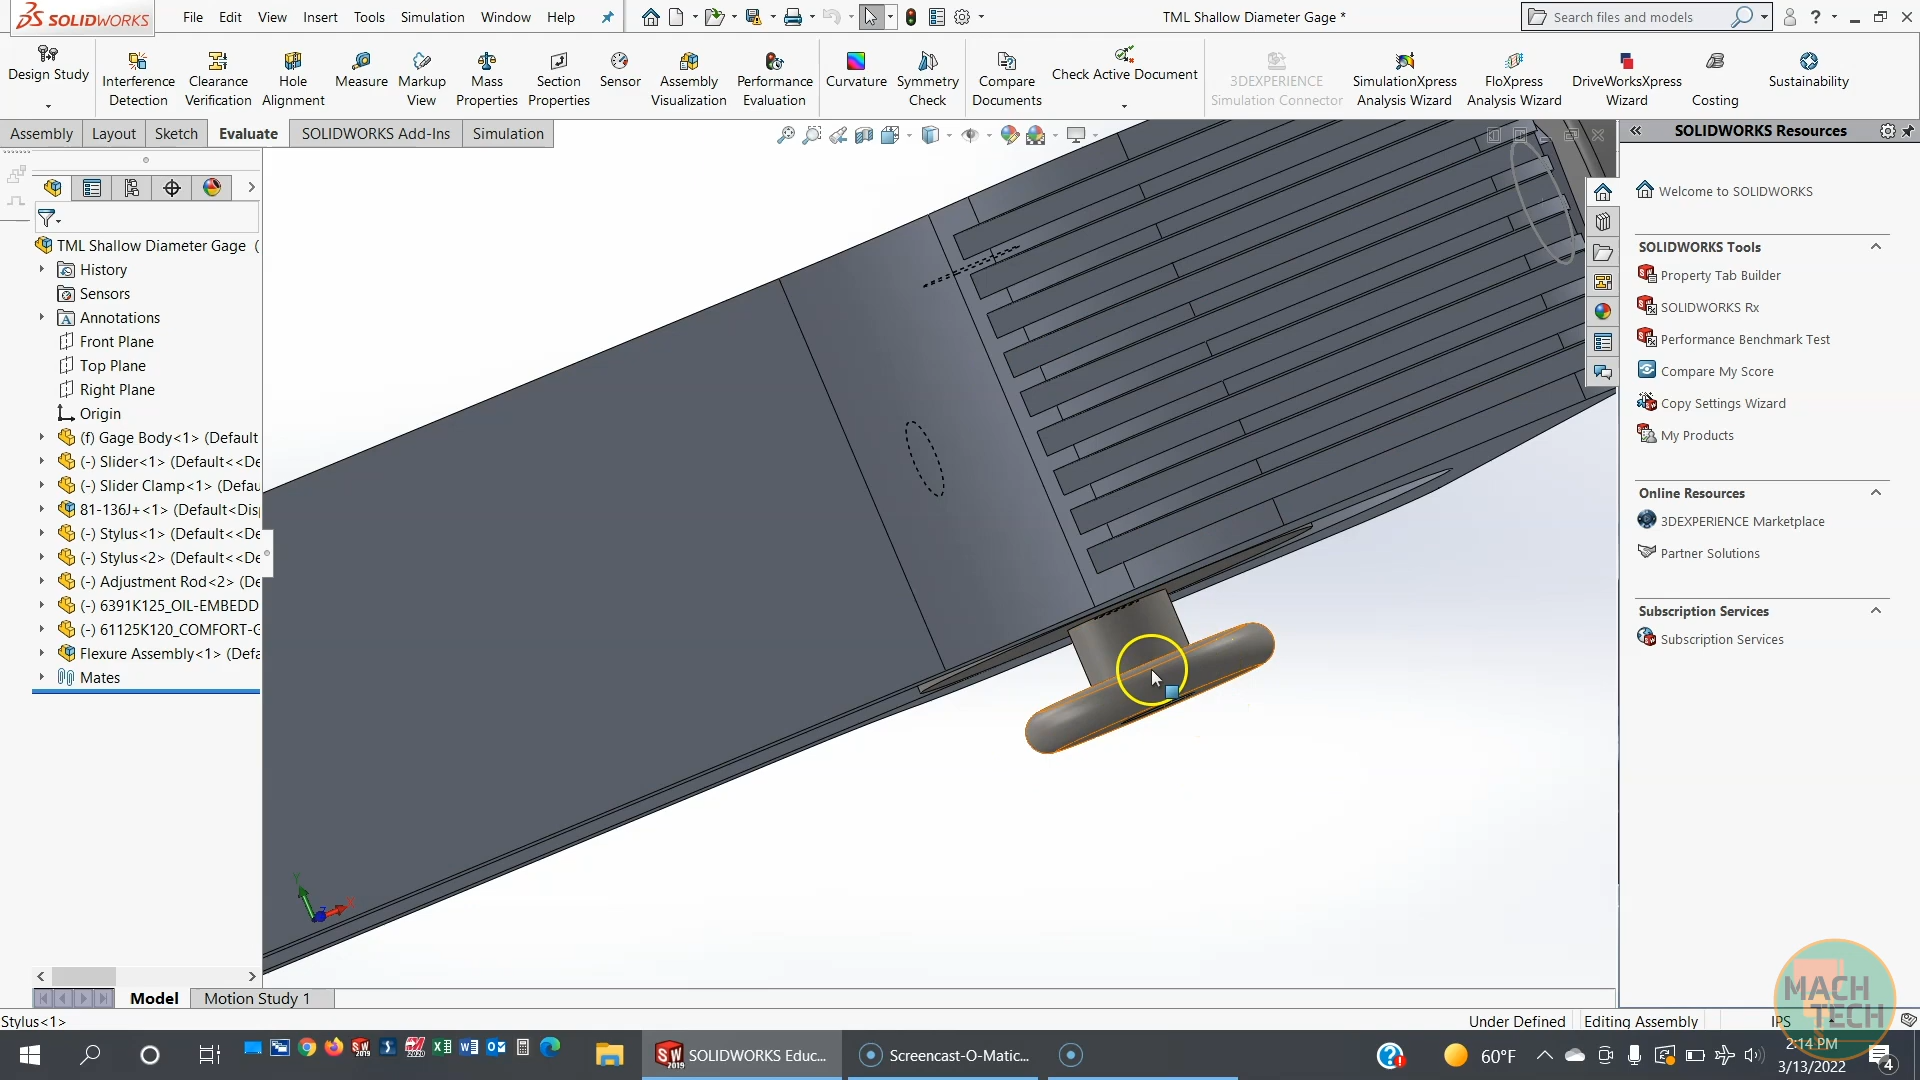 SOLIDWORKS
File Edit View Insert Tools Simulation Window Help
TML Shallow Diameter Gage *
Search files and models
Design Study
Interference Detection
Clearance Verification
Hole Alignment
Measure
Markup View
Mass Properties
Section Properties
Sensor
Assembly Visualization
Performance Evaluation
Curvature
Symmetry Check
Compare Documents
Check Active Document
3DEXPERIENCE Simulation Connector
SimulationXpress Analysis Wizard
FloXpress Analysis Wizard
DriveWorksXpress Wizard
Costing
Sustainability
Assembly Layout Sketch Evaluate SOLIDWORKS Add-Ins Simulation
TML Shallow Diameter Gage (
History
Sensors
Annotations
Front Plane
Top Plane
Right Plane
Origin
(f) Gage Body<1> (Default
(-) Slider<1> (Default<<De
(-) Slider Clamp<1> (Defau
81-136J+<1> (Default<Dis
(-) Stylus<1> (Default<<De
(-) Stylus<2> (Default<<De
(-) Adjustment Rod<2> (De
(-) 6391K125_OIL-EMBEDD
(-) 61125K120_COMFORT-G
Flexure Assembly<1> (Defa
Mates
SOLIDWORKS Resources
Welcome to SOLIDWORKS
SOLIDWORKS Tools
Property Tab Builder
SOLIDWORKS Rx
Performance Benchmark Test
Compare My Score
Copy Settings Wizard
My Products
Online Resources
3DEXPERIENCE Marketplace
Partner Solutions
Subscription Services
Subscription Services
Y
X
Model Motion Study 1
Stylus<1>
Under Defined Editing Assembly IPS
MACH
TECH
SOLIDWORKS Educ...
Screencast-O-Matic...
60°F
2:14 PM
3/13/2022
4